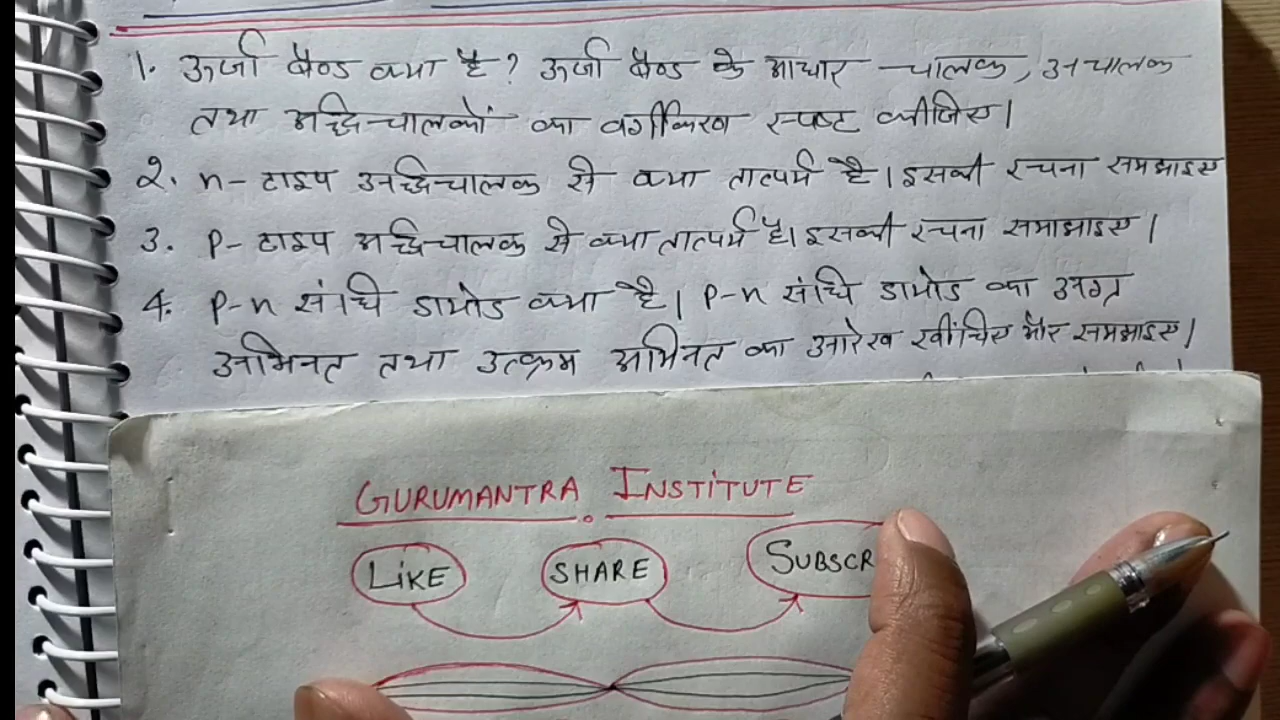 1. ऊर्जा बैण्ड क्या है? ऊर्जा बैण्ड के आधार चालक, अचालक
तथा अर्द्धचालकों का वर्गीकरण स्पष्ट कीजिए।
2. n-टाइप अर्द्धचालक से क्या तात्पर्य है। इसकी रचना समझाइए
3. P-टाइप अर्द्धचालक से क्या तात्पर्य है। इसकी रचना समाझाइए।
4. P-n संधि डायोड क्या है। P-n संधि डायोड का अग्र
अभिनत तथा उत्क्रम अभिनत का आरेख खींचिए और समझाइए।
GURUMANTRA INSTITUTE
LIKE SHARE SUBSCR